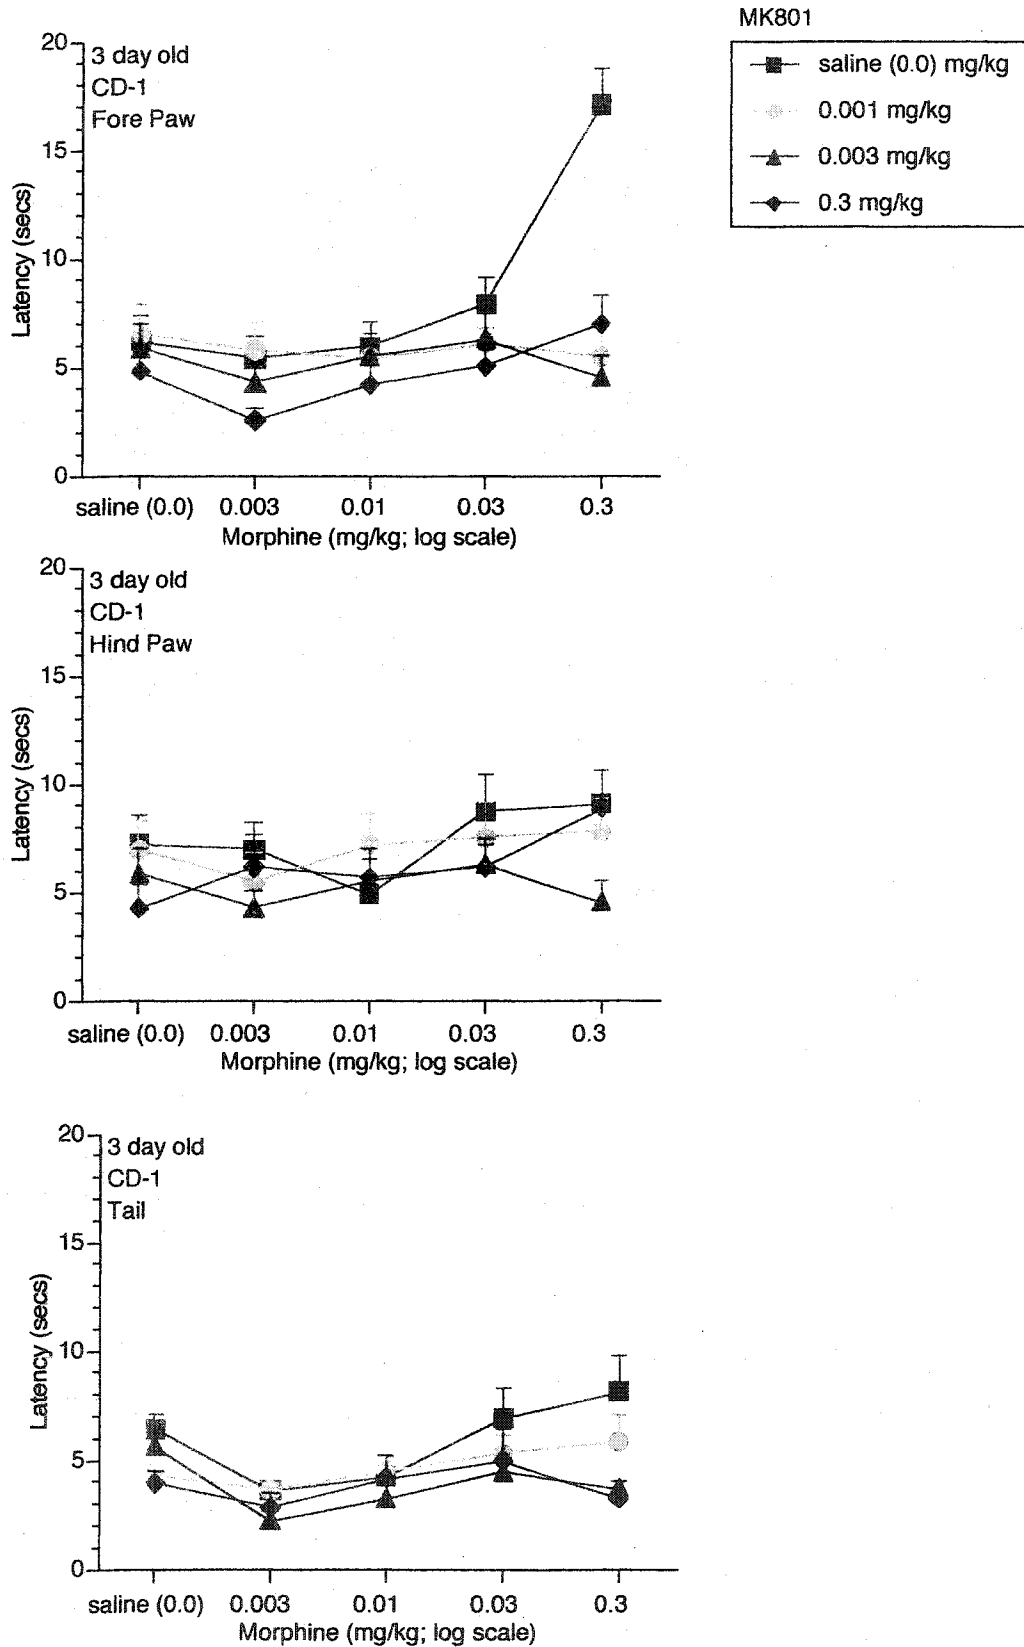 MK801
saline (0.0) mg/kg
0.001 mg/kg
0.003 mg/kg
0.3 mg/kg
3 day old
CD-1
Fore Paw
20
15
10
5
0
Latency (secs)
saline (0.0) 0.003 0.01 0.03 0.3
Morphine (mg/kg; log scale)
3 day old
CD-1
Hind Paw
20
15
10
5
0
Latency (secs)
saline (0.0) 0.003 0.01 0.03 0.3
Morphine (mg/kg; log scale)
3 day old
CD-1
Tail
20
15
10
5
0
Latency (secs)
saline (0.0) 0.003 0.01 0.03 0.3
Morphine (mg/kg; log scale)